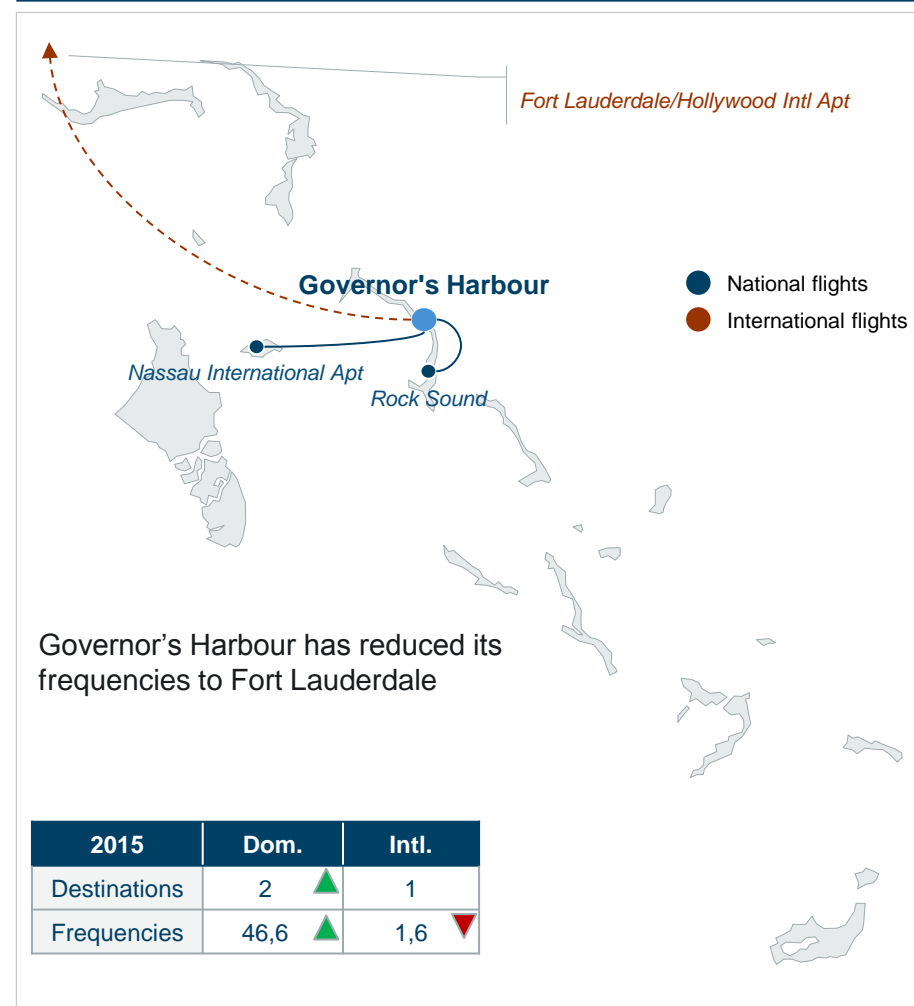 Fort Lauderdale/Hollywood Intl Apt
Governor's Harbour
National flights
International flights
Nassau International Apt
Rock Sound
Governor’s Harbour has reduced its
frequencies to Fort Lauderdale
2015 Dom. Intl.
Destinations 2 1
Frequencies 46,6 1,6